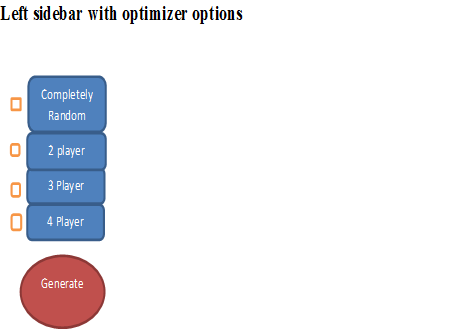 Left sidebar with optimizer options
Completely
Random
2 player
3 Player
4 Player
Generate